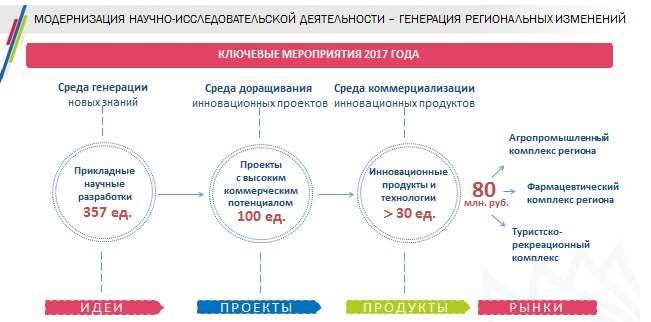 МОДЕРНИЗАЦИЯ НАУЧНО-ИССЛЕДОВАТЕЛЬСКОЙ ДЕЯТЕЛЬНОСТИ – ГЕНЕРАЦИЯ РЕГИОНАЛЬНЫХ ИЗМЕНЕНИЙ
КЛЮЧЕВЫЕ МЕРОПРИЯТИЯ 2017 ГОДА
Среда генерации
новых знаний
Среда доращивания
инновационных проектов
Среда коммерциализации
инновационных продуктов
Прикладные
научные
разработки
357 ед.
Проекты
с высоким
коммерческим
потенциалом
100 ед.
Инновационные
продукты и
технологии
> 30 ед.
80
млн. руб.
Агропромышленный
комплекс региона
Фармацевтический
комплекс региона
Туристско-
рекреационный
комплекс
ИДЕИ
ПРОЕКТЫ
ПРОДУКТЫ
РЫНКИ